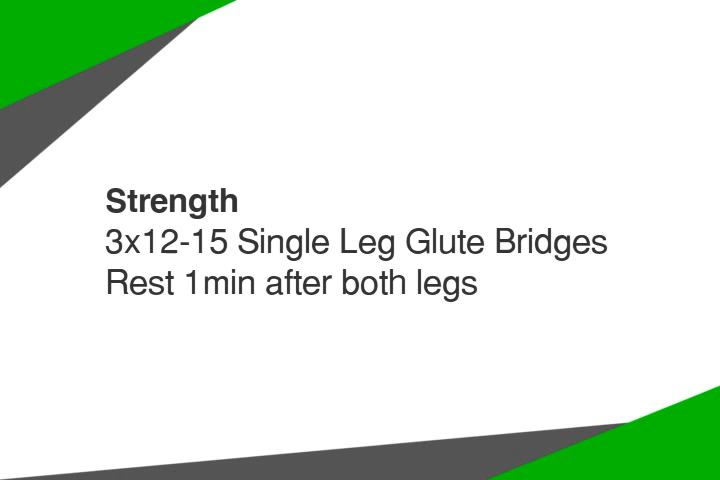 Strength
3x12-15 Single Leg Glute Bridges
Rest 1min after both legs